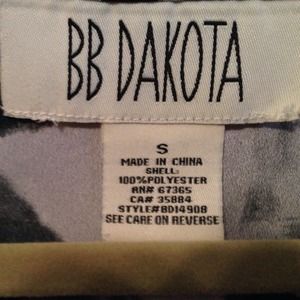 BB DAKOTA
S
MADE IN CHINA
SHELL:
100%POLYESTER
RN# 67365
CA# 35884
STYLE#BD14908
SEE CARE ON REVERSE